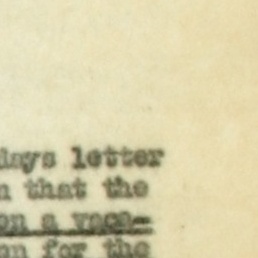 days letter
n that the
on a vaca-
on for the